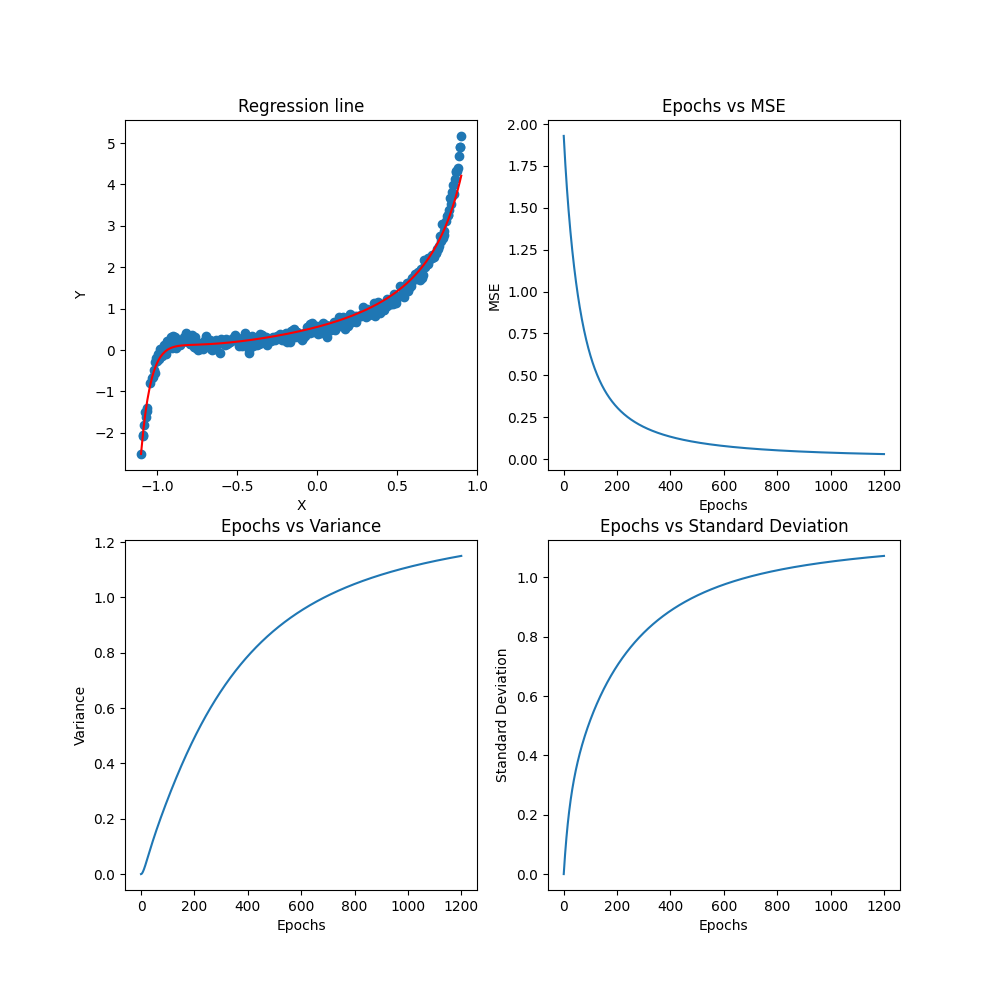 Regression line
5
4
3
2
1
0
−1
−2
Y
−1.0 −0.5 0.0 0.5 1.0
X
Epochs vs MSE
2.00
1.75
1.50
1.25
1.00
0.75
0.50
0.25
0.00
MSE
0 200 400 600 800 1000 1200
Epochs
Epochs vs Variance
1.2
1.0
0.8
0.6
0.4
0.2
0.0
Variance
0 200 400 600 800 1000 1200
Epochs
Epochs vs Standard Deviation
1.0
0.8
0.6
0.4
0.2
0.0
Standard Deviation
0 200 400 600 800 1000 1200
Epochs